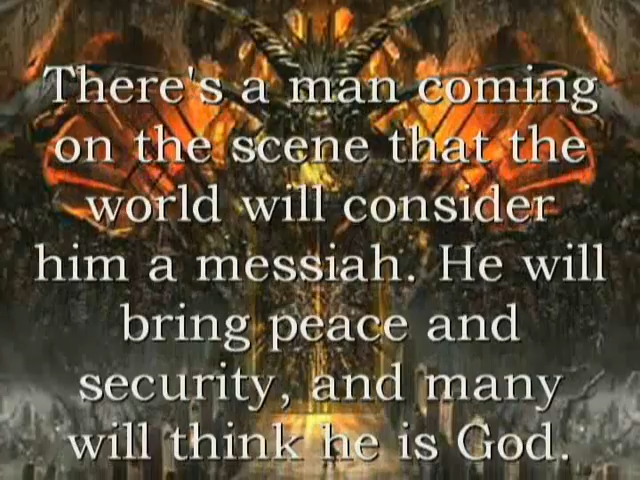 There's a man coming
on the scene that the
world will consider
him a messiah. He will
bring peace and
security, and many
will think he is God.